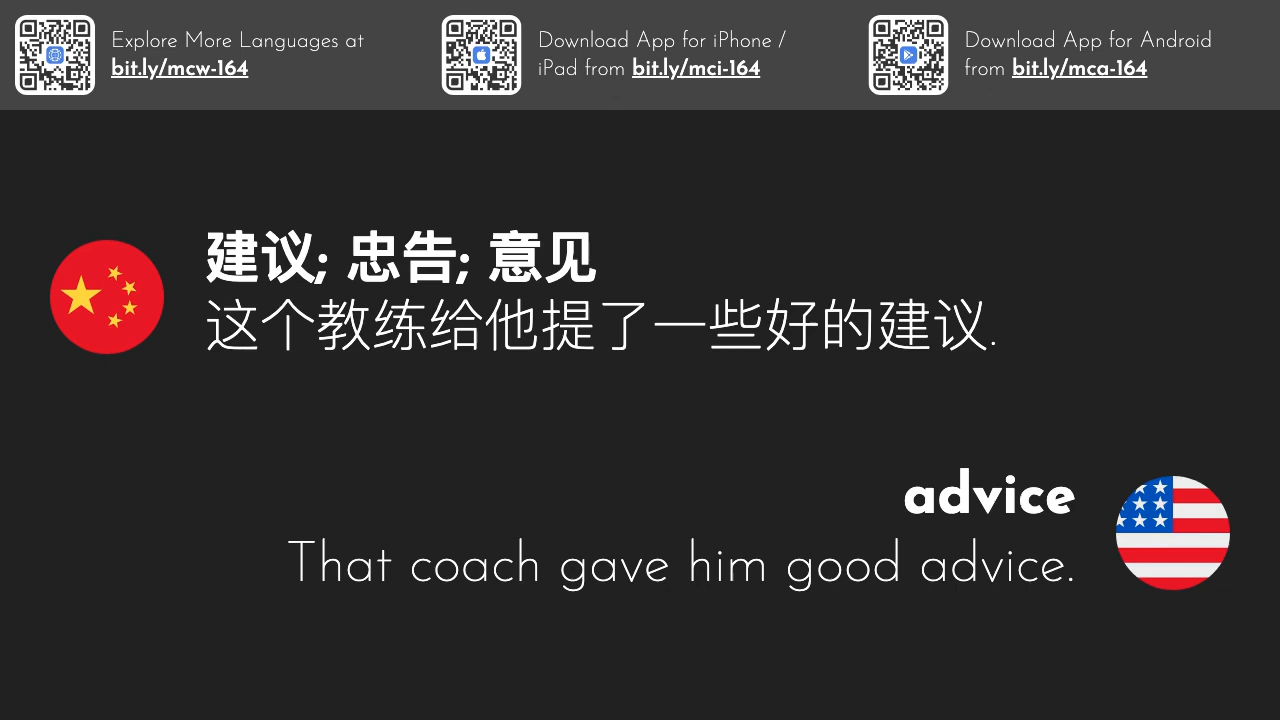 Explore More Languages at
bit.ly/mcw-164
Download App for iPhone /
iPad from bit.ly/mci-164
Download App for Android
from bit.ly/mca-164
建议; 忠告; 意见
这个教练给他提了一些好的建议.
advice
That coach gave him good advice.